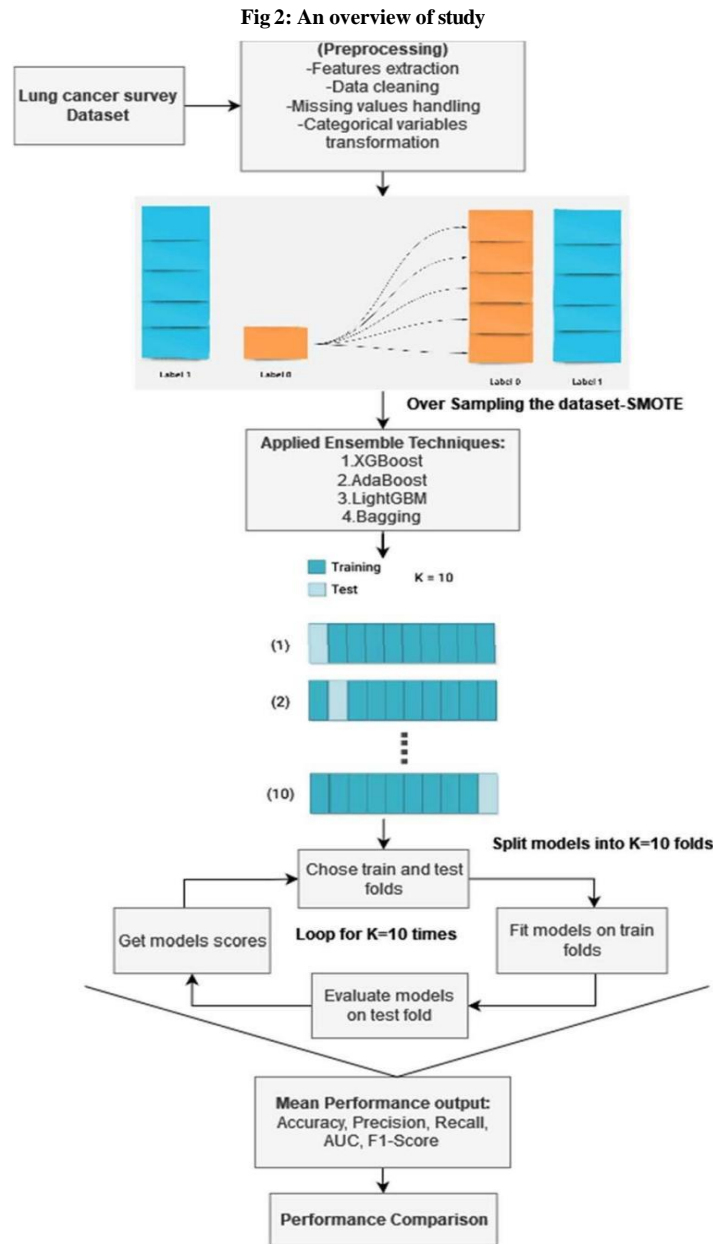 Fig 2: An overview of study
(Preprocessing)
-Features extraction
-Data cleaning
-Missing values handling
-Categorical variables
transformation
Lung cancer survey
Dataset
Label 1
Label 0
Label 0
Label 1
Over Sampling the dataset-SMOTE
Applied Ensemble Techniques:
1.XGBoost
2.AdaBoost
3.LightGBM
4.Bagging
Training
Test
K = 10
(1)
(2)
(10)
Split models into K=10 folds
Chose train and test
folds
Get models scores
Loop for K=10 times
Fit models on train
folds
Evaluate models
on test fold
Mean Performance output:
Accuracy, Precision, Recall,
AUC, F1-Score
Performance Comparison